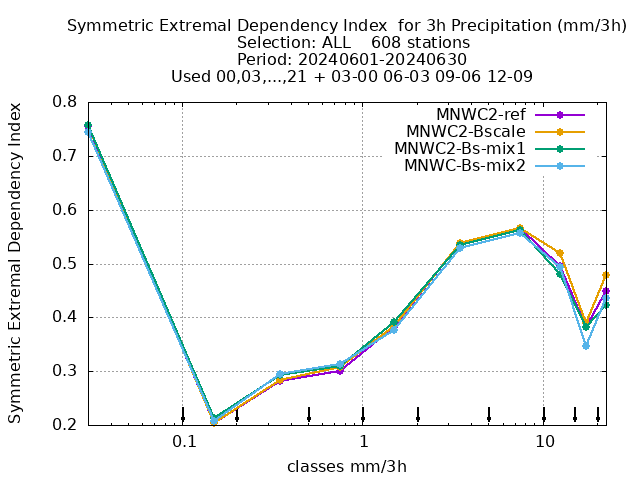 Symmetric Extremal Dependency Index  for 3h Precipitation (mm/3h)
Selection: ALL    608 stations
Period: 20240601-20240630
Used 00,03,...,21 + 03-00 06-03 09-06 12-09
Symmetric Extremal Dependency Index
0.8
0.7
0.6
0.5
0.4
0.3
0.2
MNWC2-ref
MNWC2-Bscale
MNWC2-Bs-mix1
MNWC-Bs-mix2
0.1 1 10
classes mm/3h